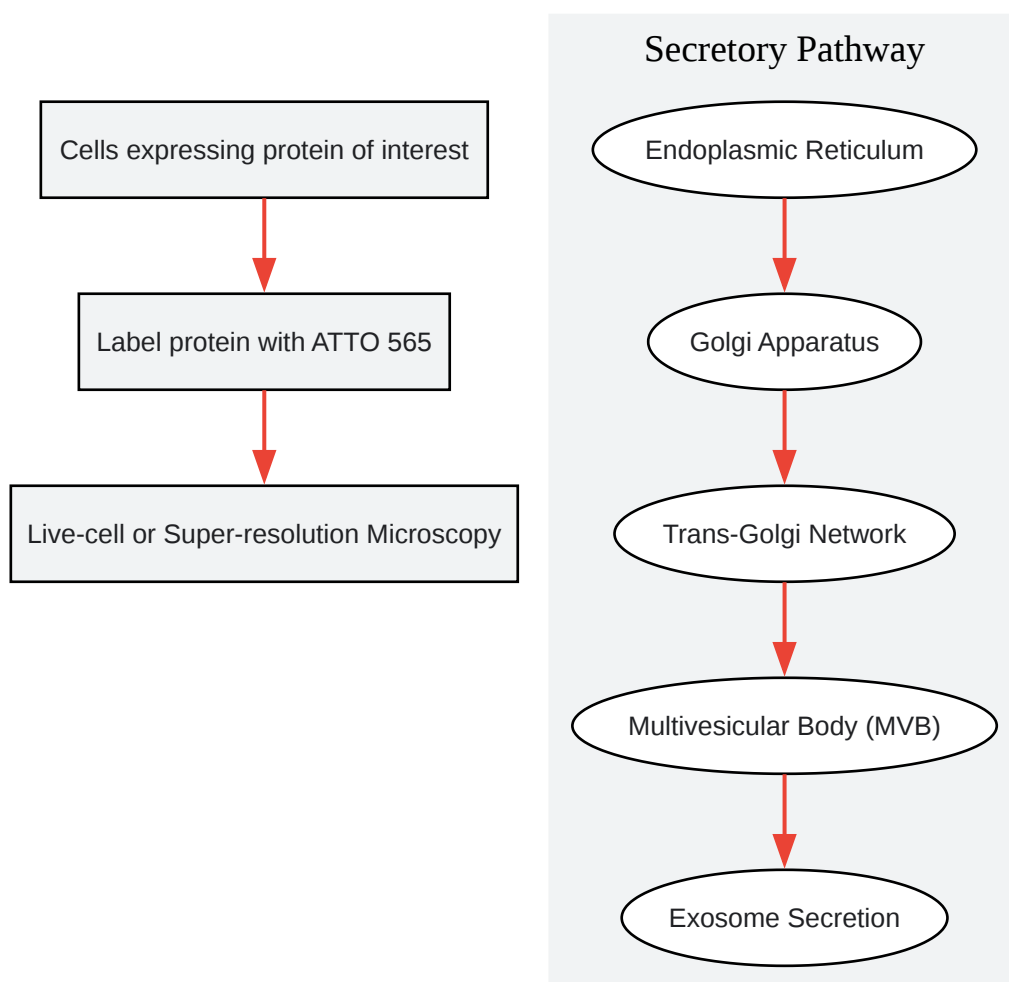 Cells expressing protein of interest
Label protein with ATTO 565
Live-cell or Super-resolution Microscopy
Secretory Pathway
Endoplasmic Reticulum
Golgi Apparatus
Trans-Golgi Network
Multivesicular Body (MVB)
Exosome Secretion